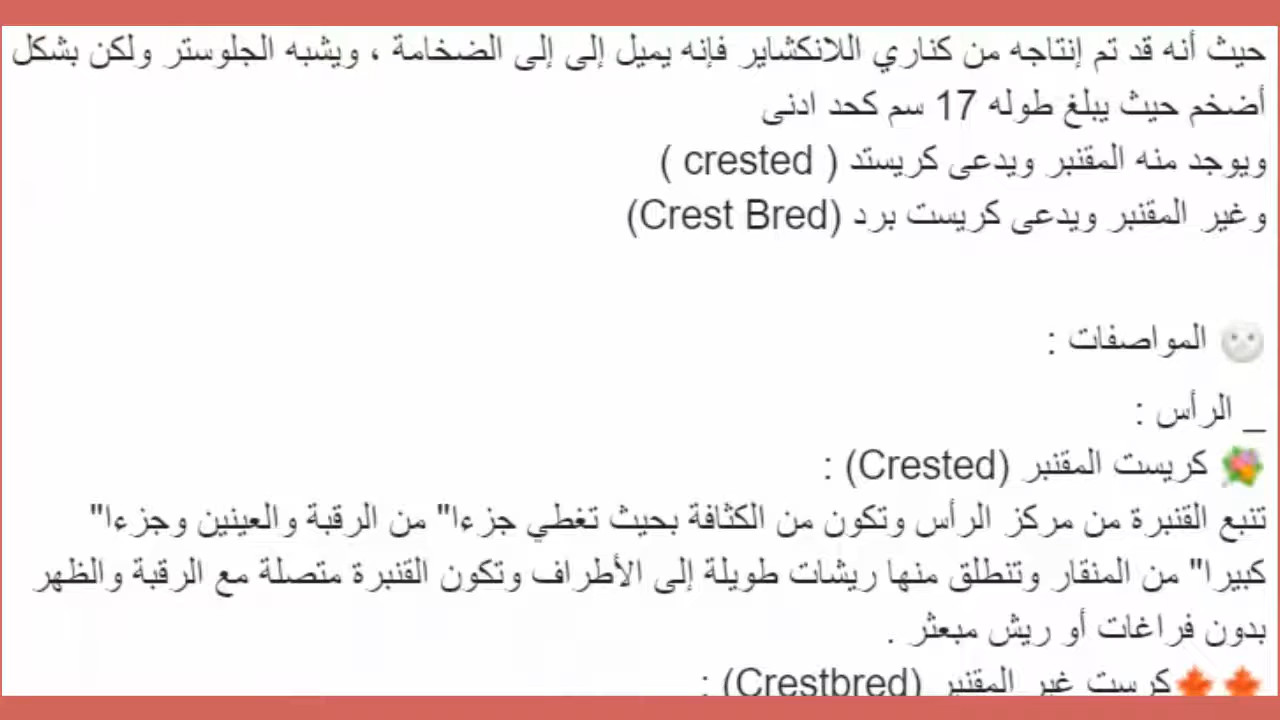 حيث أنه قد تم إنتاجه من كناري اللانكشاير فإنه يميل إلى إلى الضخامة ، ويشبه الجلوستر ولكن بشكل
أضخم حيث يبلغ طوله 17 سم كحد ادنى
ويوجد منه المقنبر ويدعى كريستد ( crested )
وغير المقنبر ويدعى كريست برد (Crest Bred)
المواصفات :
_ الرأس :
كريست المقنبر (Crested) :
تنبع القنبرة من مركز الرأس وتكون من الكثافة بحيث تغطي جزءا" من الرقبة والعينين وجزءا"
كبيرا" من المنقار وتنطلق منها ريشات طويلة إلى الأطراف وتكون القنبرة متصلة مع الرقبة والظهر
بدون فراغات أو ريش مبعثر .
كرست غير المقنبر (Crestbred) :